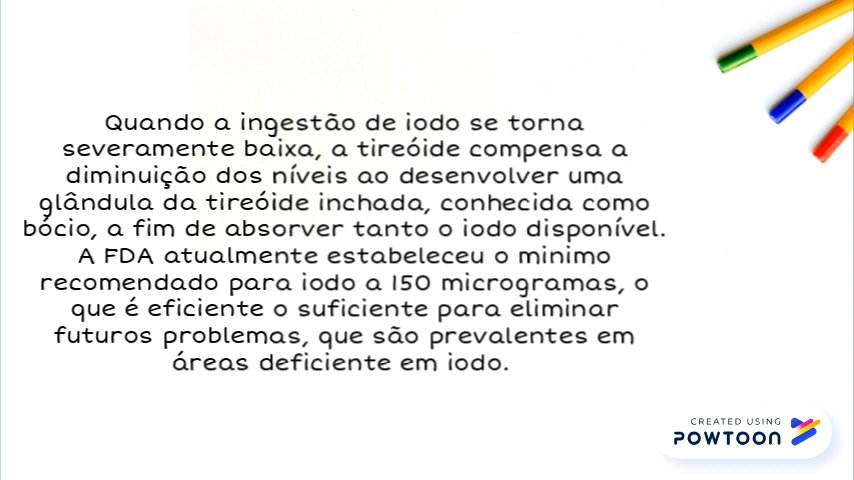 Quando a ingestão de iodo se torna
severamente baixa, a tireóide compensa a
diminuição dos níveis ao desenvolver uma
glândula da tireóide inchada, conhecida como
bócio, a fim de absorver tanto o iodo disponível.
A FDA atualmente estabeleceu o minimo
recomendado para iodo a 150 microgramas, o
que é eficiente o suficiente para eliminar
futuros problemas, que são prevalentes em
áreas deficiente em iodo.
CREATED USING
POWTOON